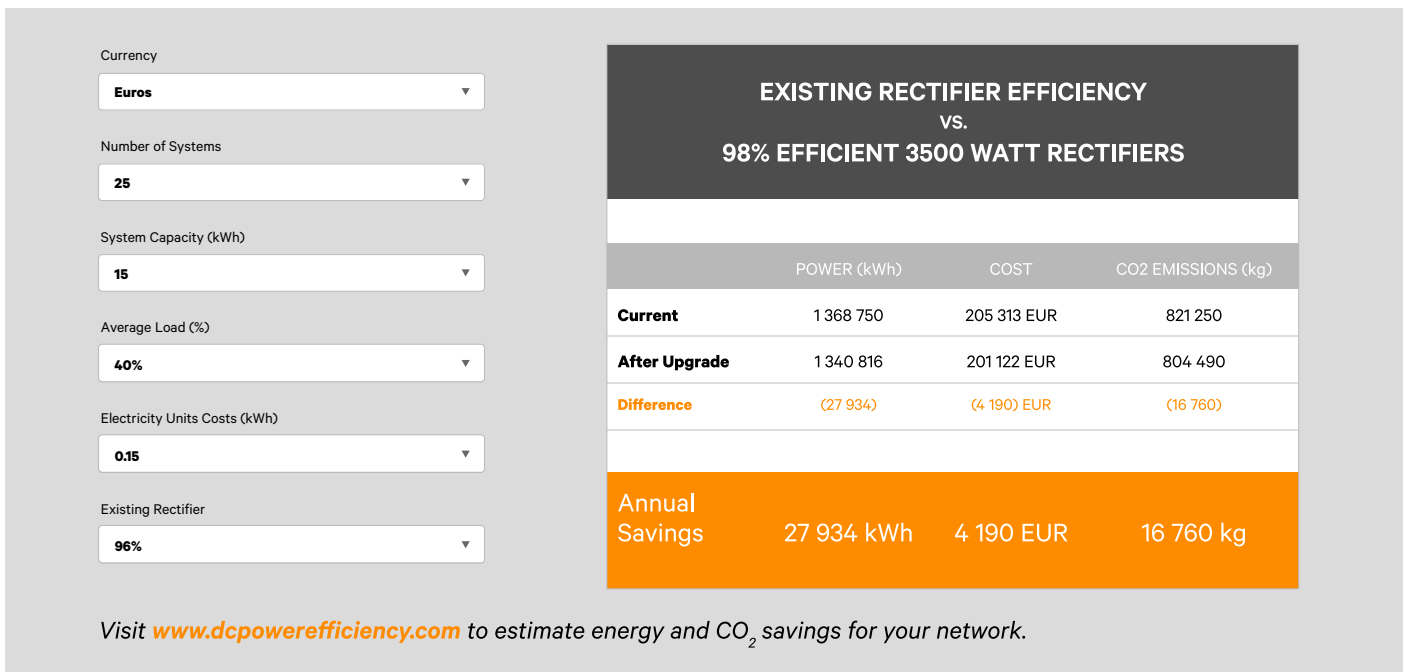 Currency
Euros
Number of Systems
25
System Capacity (kWh)
15
Average Load (%)
40%
Electricity Units Costs (kWh)
0.15
Existing Rectifier
96%
EXISTING RECTIFIER EFFICIENCY
VS.
98% EFFICIENT 3500 WATT RECTIFIERS
POWER (kWh) COST CO2 EMISSIONS (kg)
Current 1 368 750 205 313 EUR 821 250
After Upgrade 1 340 816 201 122 EUR 804 490
Difference (27 934) (4 190) EUR (16 760)
Annual
Savings 27 934 kWh 4 190 EUR 16 760 kg
Visit www.dcpowerefficiency.com to estimate energy and CO₂ savings for your network.